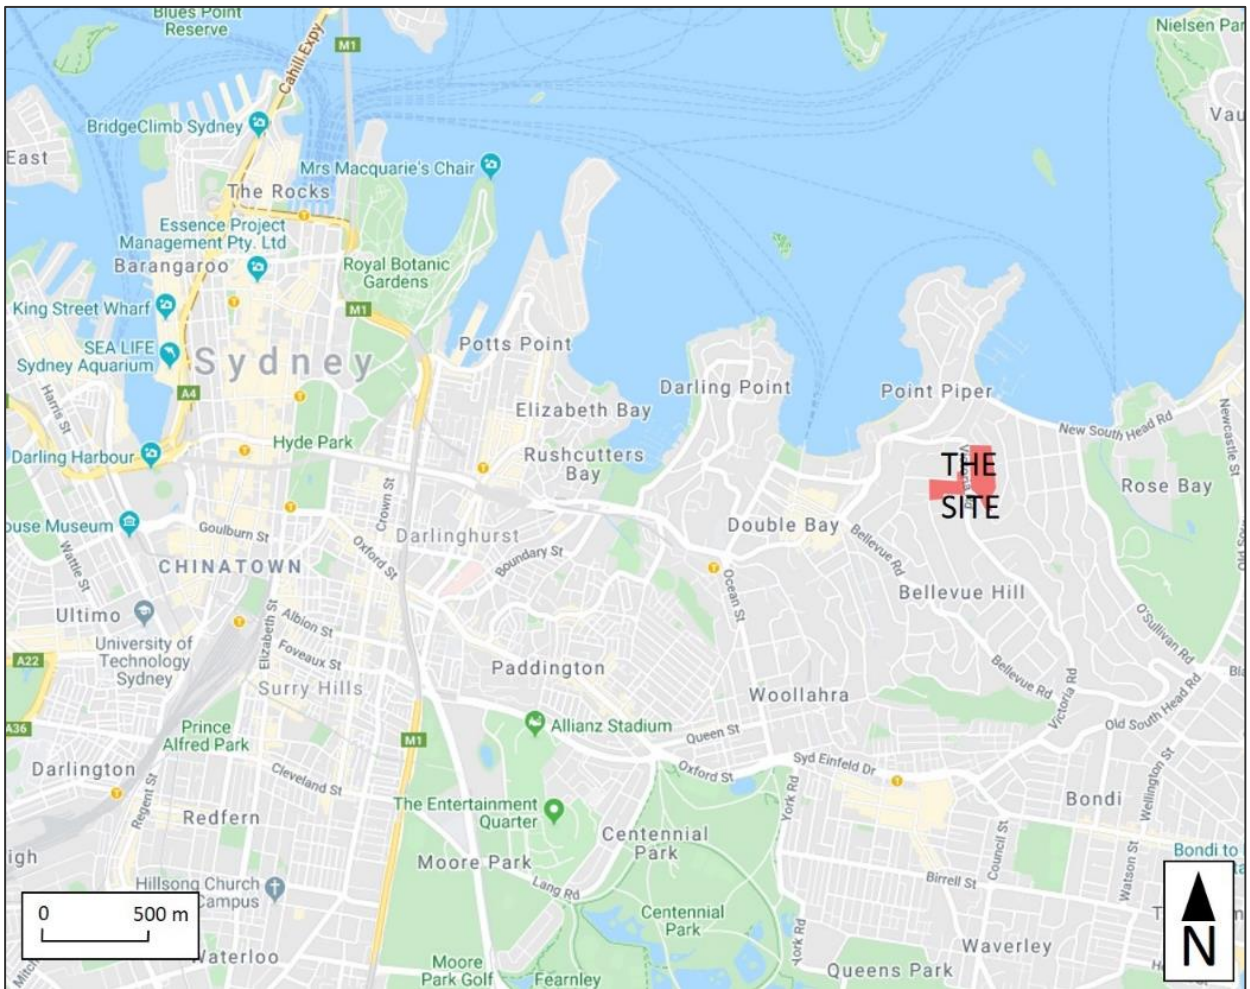 Blues Point
Reserve
Cahill Expy
M1
Nielsen Par
BridgeClimb Sydney
Vau
East
Mrs Macquarie's Chair
The Rocks
Essence Project
Management Pty. Ltd
Barangaroo
Royal Botanic
Gardens
King Street Wharf
M1
SEA LIFE
Sydney Aquarium
Sydney
Potts Point
Harris St
A4
Darling Point
Point Piper
Elizabeth Bay
New South Head Rd
Newcastle St
Hyde Park
Darling Harbour
Rushcutters
Bay
THE
SITE
Rose Bay
Crown St
ouse Museum
Goulburn St
Darlinghurst
Double Bay
Bellevue Rd
Wattle St
Oxford St
Boundary St
CHINATOWN
Ocean St
Bellevue Hill
Ultimo
Elizabeth St
Albion St
O'Sullivan Rd
University of
Technology
Sydney
Foveaux St
A22
Paddington
Bellevue Rd
Surry Hills
Woollahra
Victoria Rd
Old South Head Rd
A36
Prince
Alfred Park
M1
Allianz Stadium
Queen St
Darlington
Cleveland St
Oxford St
Syd Einfeld Dr
York Rd
Wellington St
Regent St
The Entertainment
Quarter
Bondi
Redfern
Centennial
Park
Council St
igh
Moore Park
Lang Rd
Birrell St
Watson St
Bondi to
Hillsong Church
Campus
0 500 m
Centennial
Park
York Rd
Waverley
N
Waterloo
Moore
Park Golf
Fearnley
Queens Park